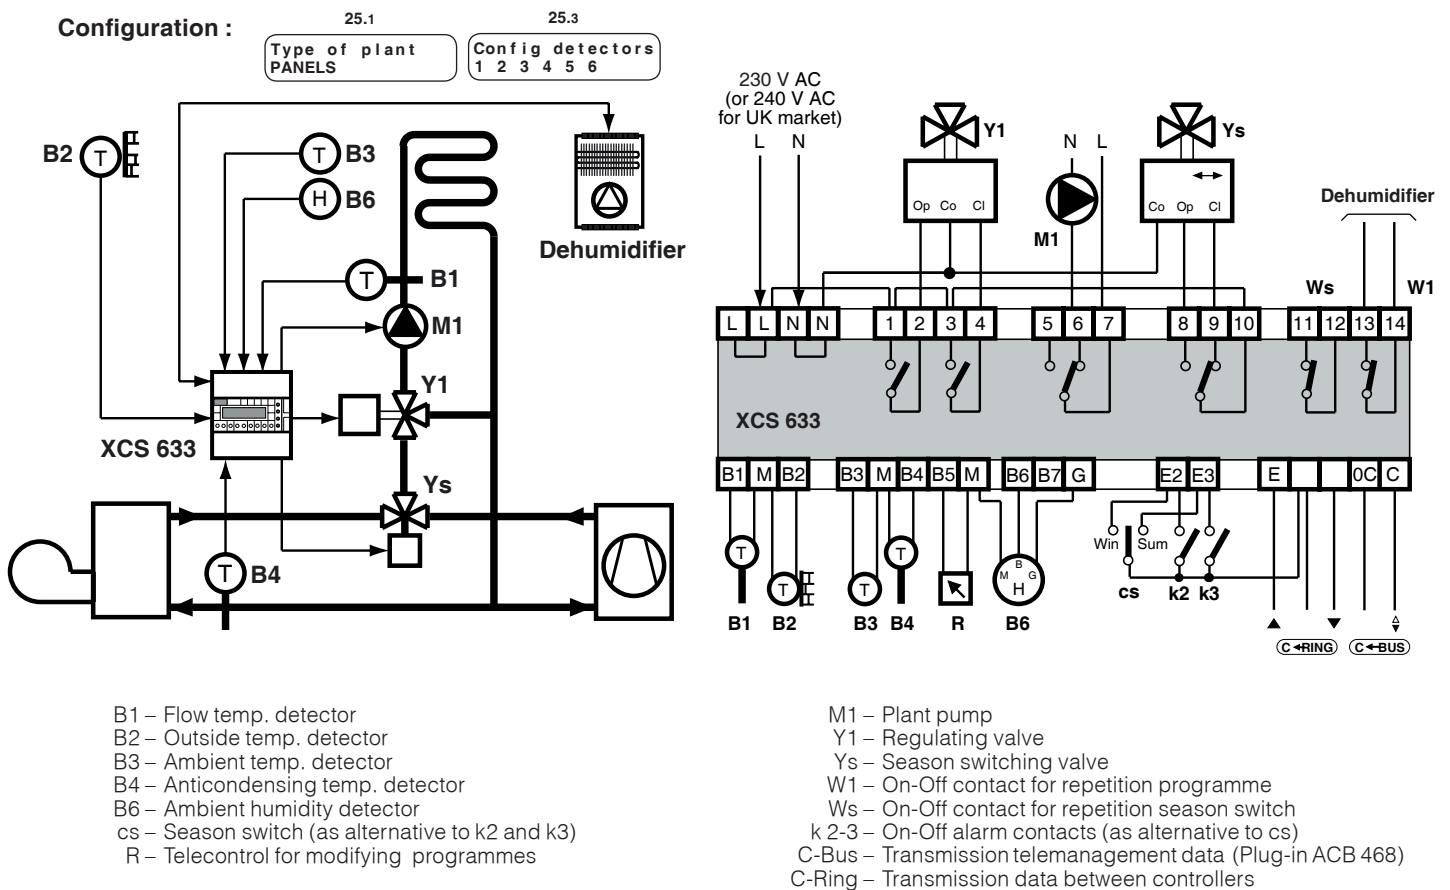 Configuration :
25.1
25.3
Type of plant
PANELS
Config detectors
1 2 3 4 5 6
B2
T
T
B3
H
B6
T
B1
M1
Dehumidifier
Y1
XCS 633
Ys
T
B4
230 V AC
(or 240 V AC
for UK market)
L N
Y1
Op Co Cl
N L
M1
Ys
Co Op Cl
Dehumidifier
Ws W1
L L N N 1 2 3 4 5 6 7 8 9 10 11 12 13 14
XCS 633
B1 M B2 B3 M B4 B5 M B6 B7 G E2 E3 E 0C C
T
T
T
T
M B G
H
Win Sum
B1 B2 B3 B4 R B6
cs k2 k3
C RING
C BUS
B1 – Flow temp. detector
B2 – Outside temp. detector
B3 – Ambient temp. detector
B4 – Anticondensing temp. detector
B6 – Ambient humidity detector
cs – Season switch (as alternative to k2 and k3)
R – Telecontrol for modifying programmes
M1 – Plant pump
Y1 – Regulating valve
Ys – Season switching valve
W1 – On-Off contact for repetition programme
Ws – On-Off contact for repetition season switch
k 2-3 – On-Off alarm contacts (as alternative to cs)
C-Bus – Transmission telemanagement data (Plug-in ACB 468)
C-Ring – Transmission data between controllers